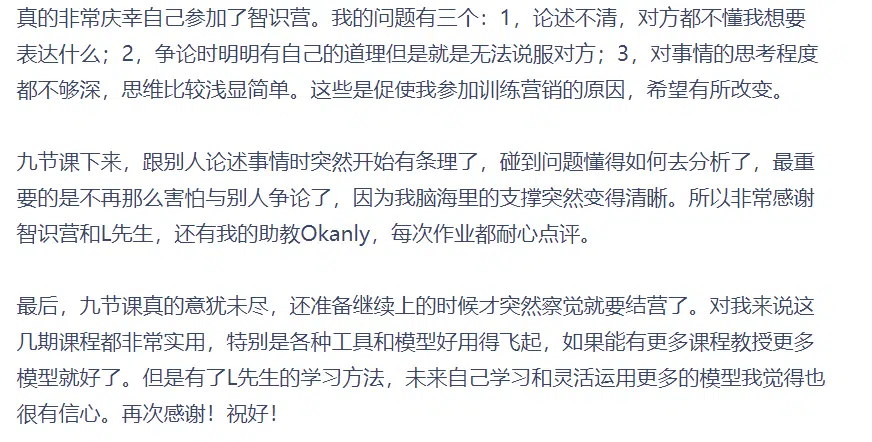 真的非常庆幸自己参加了智识营。我的问题有三个：1，论述不清，对方都不懂我想要
表达什么；2，争论时明明有自己的道理但是就是无法说服对方；3，对事情的思考程度
都不够深，思维比较浅显简单。这些是促使我参加训练营销的原因，希望有所改变。
九节课下来，跟别人论述事情时突然开始有条理了，碰到问题懂得如何去分析了，最重
要的是不再那么害怕与别人争论了，因为我脑海里的支撑突然变得清晰。所以非常感谢
智识营和L先生，还有我的助教Okanly，每次作业都耐心点评。
最后，九节课真的意犹未尽，还准备继续上的时候才突然察觉就要结营了。对我来说这
几期课程都非常实用，特别是各种工具和模型好用得飞起，如果能有更多课程教授更多
模型就好了。但是有了L先生的学习方法，未来自己学习和灵活运用更多的模型我觉得也
很有信心。再次感谢！祝好！